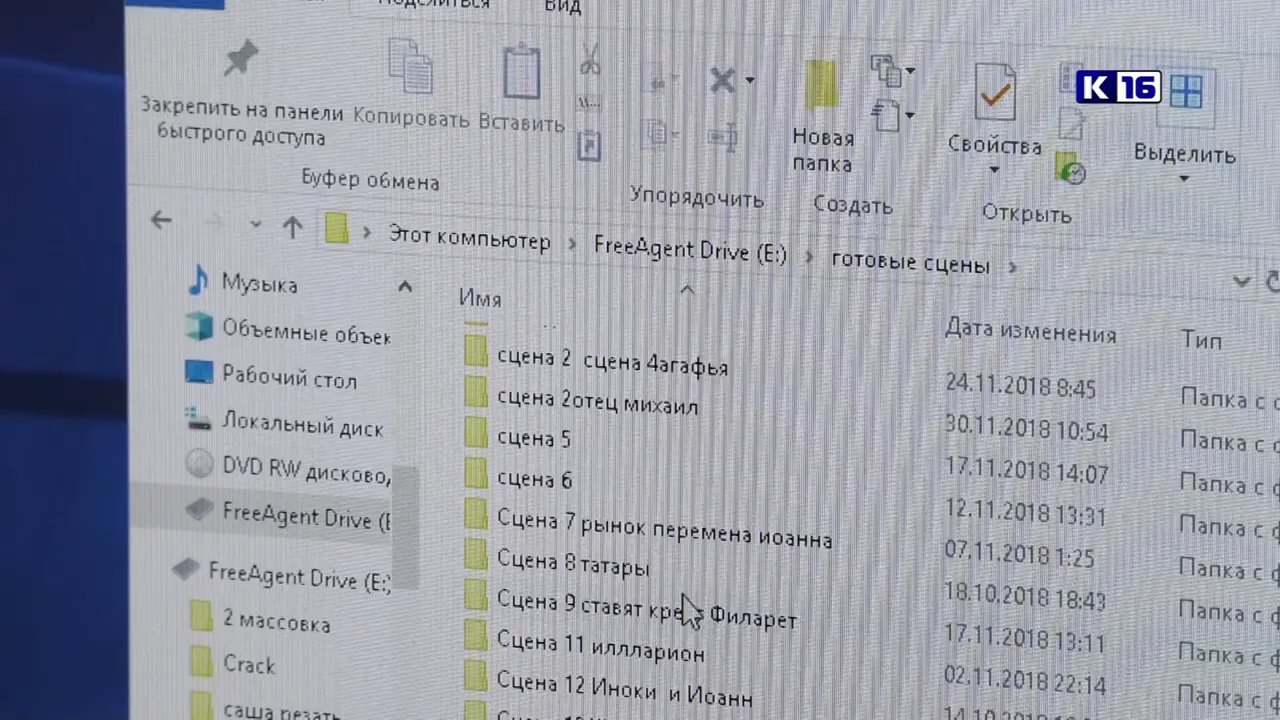 Поделиться
Вид
K 16
Закрепить на панели
быстрого доступа
Копировать
Вставить
Буфер обмена
Упорядочить
Новая
папка
Создать
Свойства
Открыть
Выделить
Этот компьютер
FreeAgent Drive (E:)
готовые сцены
Музыка
Объемные объек
Рабочий стол
Локальный диск
DVD RW дисково
FreeAgent Drive (E
FreeAgent Drive (E:)
2 массовка
Crack
саша резать
Имя
Дата изменения
Тип
сцена 2 сцена 4агафья
24.11.2018 8:45
Папка с
сцена 2отец михаил
30.11.2018 10:54
Папка с
сцена 5
17.11.2018 14:07
Папка с
сцена 6
12.11.2018 13:31
Папка с ф
Сцена 7 рынок перемена иоанна
07.11.2018 1:25
Папка с ф
Сцена 8 татары
18.10.2018 18:43
Папка с ф
Сцена 9 ставят Филарет
17.11.2018 13:11
Папка с ф
Сцена 11 иллларион
02.11.2018 22:14
Папка с ф
Сцена 12 Иноки и Иоанн